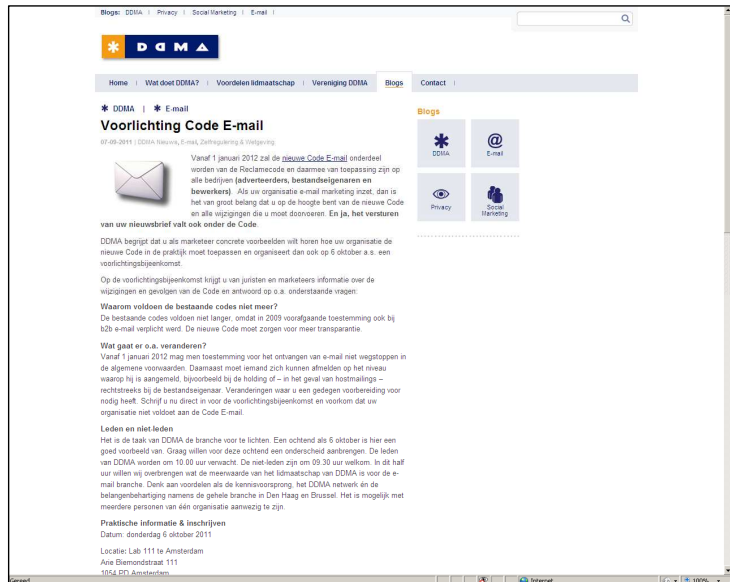 Blogs: DDMA | Privacy | Social Marketing | E-mail |
DDMA
Home | Wat doet DDMA? | Voordelen lidmaatschap | Vereniging DDMA | Blogs | Contact |
DDMA | E-mail
Voorlichting Code E-mail
07-09-2011 | DDMA Nieuws, E-mail, Zelfregulering & Wetgeving
Vanaf 1 januari 2012 zal de nieuwe Code E-mail onderdeel
worden van de Reclamecode en daarmee van toepassing zijn op
alle bedrijven (adverteerders, bestandseigenaren en
bewerkers). Als uw organisatie e-mail marketing inzet, dan is
het van groot belang dat u op de hoogte bent van de nieuwe Code
en alle wijzigingen die u moet doorvoeren. En ja, het versturen
van uw nieuwsbrief valt ook onder de Code.
DDMA begrijpt dat u als marketeer concrete voorbeelden wilt horen hoe uw organisatie de
nieuwe Code in de praktijk moet toepassen en organiseert dan ook op 6 oktober a.s. een
voorlichtingsbijeenkomst.
Op de voorlichtingsbijeenkomst krijgt u van juristen en marketeers informatie over de
wijzigingen en gevolgen van de Code en antwoord op o.a. onderstaande vragen:
Waarom voldoen de bestaande codes niet meer?
De bestaande codes voldoen niet langer, omdat in 2009 voorafgaande toestemming ook bij
b2b e-mail verplicht werd. De nieuwe Code moet zorgen voor meer transparantie.
Wat gaat er o.a. veranderen?
Vanaf 1 januari 2012 mag men toestemming voor het ontvangen van e-mail niet wegstoppen in
de algemene voorwaarden. Daarnaast moet iemand zich kunnen afmelden op het niveau
waarop hij is aangemeld, bijvoorbeeld bij de holding of – in het geval van hostmailings –
rechtstreeks bij de bestandseigenaar. Veranderingen waar u een gedegen voorbereiding voor
nodig heeft. Schrijf u nu direct in voor de voorlichtingsbijeenkomst en voorkom dat uw
organisatie niet voldoet aan de Code E-mail.
Leden en niet-leden
Het is de taak van DDMA de branche voor te lichten. Een ochtend als 6 oktober is hier een
goed voorbeeld van. Graag willen voor deze ochtend een onderscheid aanbrengen. De leden
van DDMA worden om 10.00 uur verwacht. De niet-leden zijn om 09.30 uur welkom. In dit half
uur willen wij overbrengen wat de meerwaarde van het lidmaatschap van DDMA is voor de e-
mail branche. Denk aan voordelen als de kennisvoorsprong, het DDMA netwerk én de
belangenbehartiging namens de gehele branche in Den Haag en Brussel. Het is mogelijk met
meerdere personen van één organisatie aanwezig te zijn.
Praktische informatie & inschrijven
Datum: donderdag 6 oktober 2011
Locatie: Lab 111 te Amsterdam
Arie Biemondstraat 111
1054 PD Amsterdam
Blogs
DDMA
E-mail
Privacy
Social
Marketing
Gereed
Internet
100%